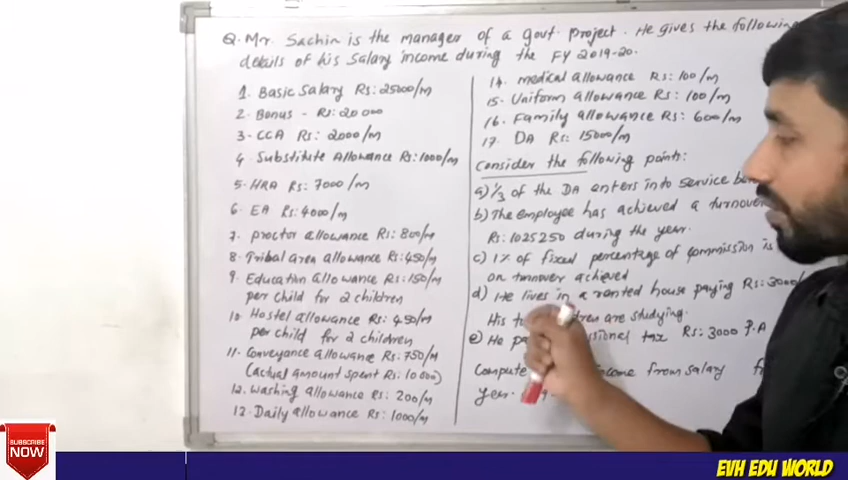 Q. Mr. Sachin is the manager of a govt project. He gives the following
details of his salary income during the FY 2019-20.
1. Basic Salary Rs: 25000/m
2. Bonus - Rs: 20000
3. CCA Rs: 2000/m
4. Substitute Allowance Rs: 1000/m
5. HRA Rs: 7000/m
6. EA Rs: 4000/m
7. Proctor allowance Rs: 800/m
8. Tribal area allowance Rs: 450/m
9. Education allowance Rs: 150/m
per child for 2 children
10. Hostel allowance Rs: 450/m
per child for 2 children
11. Conveyance allowance Rs: 750/m
(actual amount spent Rs: 10000)
12. Washing allowance Rs: 200/m
13. Daily allowance Rs: 1000/m
14. medical allowance Rs: 100/m
15. Uniform allowance Rs: 100/m
16. Family allowance Rs: 600/m
17. DA Rs: 15000/m
Consider the following points:
a) 1/3 of the DA enters into service
b) The employee has achieved a turnover
Rs: 1025250 during the year.
c) 1% of fixed percentage of commission is
on turnover achieved
d) He lives in a rented house paying Rs: 3000/
His children are studying.
e) He tax Rs: 3000 P.A
Compute income from salary
year.
SUBSCRIBE
NOW
EVH EDU WORLD